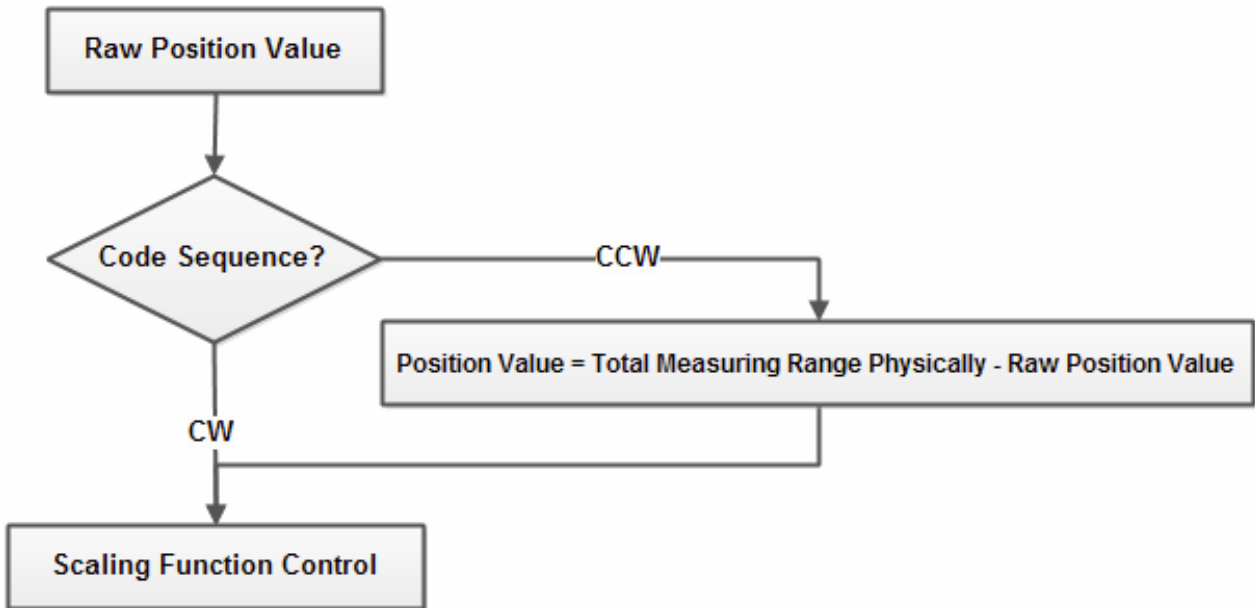 Raw Position Value
Code Sequence?
CCW
Position Value = Total Measuring Range Physically - Raw Position Value
CW
Scaling Function Control